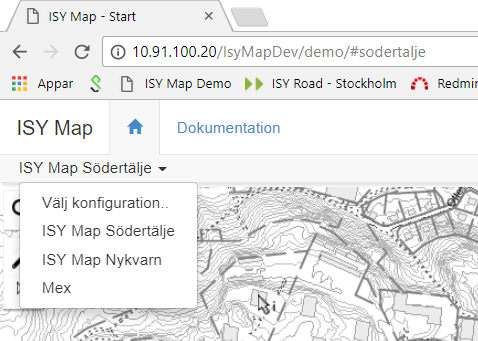 ISY Map - Start
10.91.100.20/IsyMapDev/demo/#sodertalje
Appar ISY Map Demo ISY Road - Stockholm Redmin
ISY Map Dokumentation
ISY Map Södertälje
Välj konfiguration..
ISY Map Södertälje
ISY Map Nykvarn
Mex